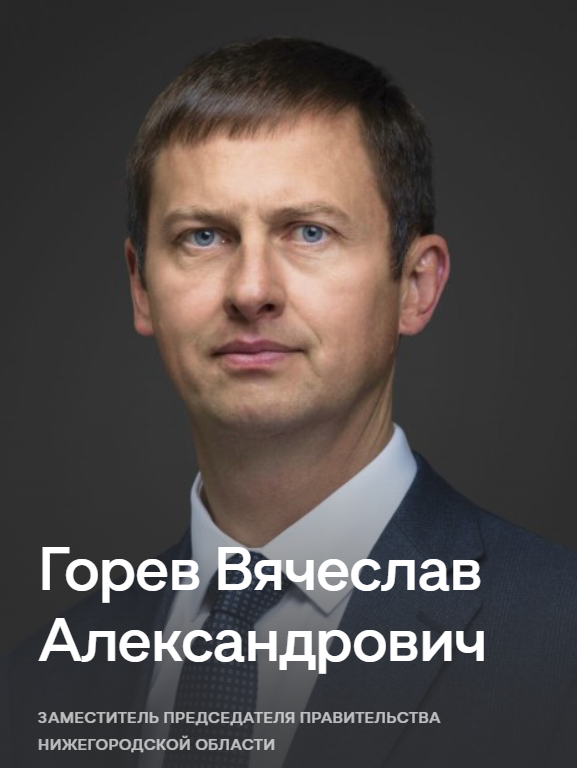 Горев Вячеслав
Александрович
ЗАМЕСТИТЕЛЬ ПРЕДСЕДАТЕЛЯ ПРАВИТЕЛЬСТВА
НИЖЕГОРОДСКОЙ ОБЛАСТИ